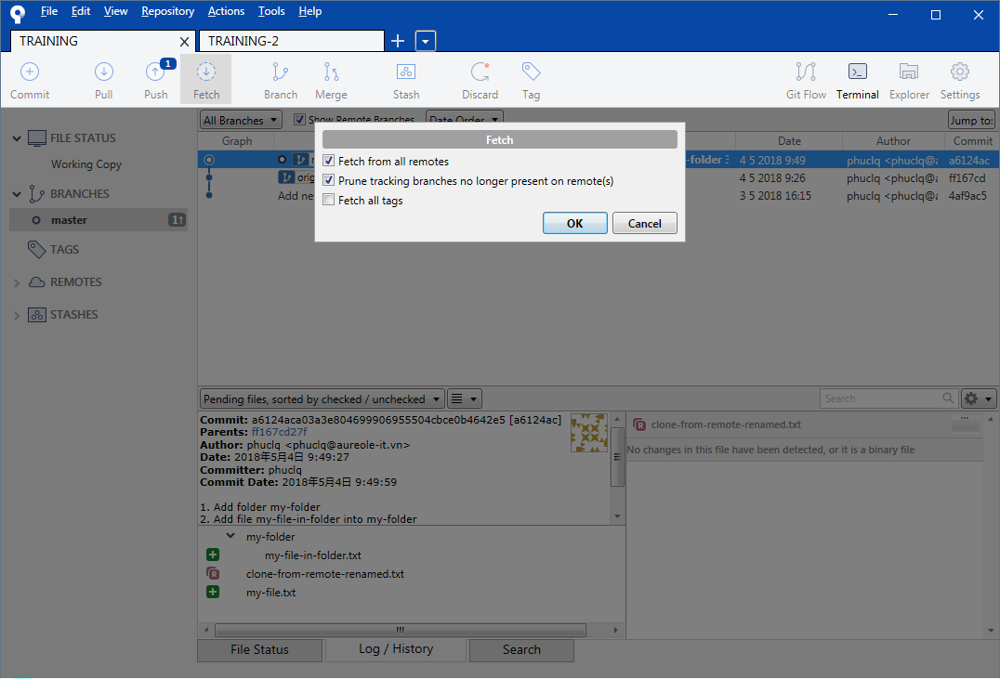 File Edit View Repository Actions Tools Help
TRAINING
TRAINING-2
Commit Pull Push 1 Fetch Branch Merge Stash Discard Tag Git Flow Terminal Explorer Settings
All Branches Show Remote Branches Date Order Jump to:
Graph Date Author Commit
-folder 4 5 2018 9:49 phuclq <phuclq@a a6124ac
4 5 2018 9:26 phuclq <phuclq@a ff167cd
Add new 3 5 2018 16:15 phuclq <phuclq@a 4af9ac5
FILE STATUS
Working Copy
BRANCHES
master 1↑
TAGS
REMOTES
STASHES
Fetch
Fetch from all remotes
Prune tracking branches no longer present on remote(s)
Fetch all tags
OK Cancel
Pending files, sorted by checked / unchecked
Search
Commit: a6124aca03a3e804699906955504cbce0b4642e5 [a6124ac]
Parents: ff167cd27f
Author: phuclq <phuclq@aureole-it.vn>
Date: 2018年5月4日 9:49:27
Committer: phuclq
Commit Date: 2018年5月4日 9:49:59
1. Add folder my-folder
2. Add file my-file-in-folder into my-folder
my-folder
my-file-in-folder.txt
R clone-from-remote-renamed.txt
my-file.txt
R clone-from-remote-renamed.txt
No changes in this file have been detected, or it is a binary file
File Status Log / History Search